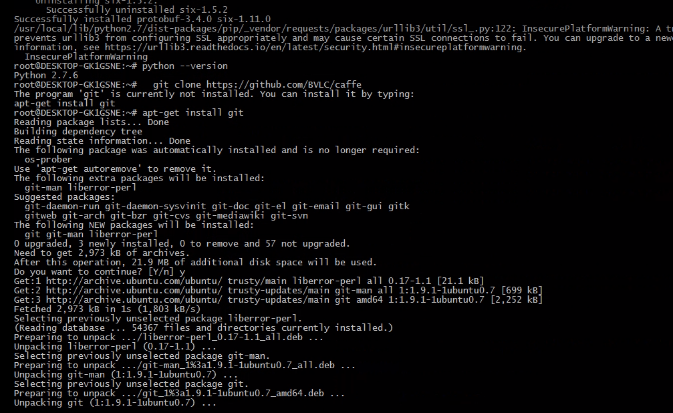 uninstalling six-1.5.2:
Successfully uninstalled six-1.5.2
Successfully installed protobuf-3.4.0 six-1.11.0
/usr/local/lib/python2.7/dist-packages/pip/_vendor/requests/packages/urllib3/util/ssl_.py:122: InsecurePlatformWarning: A tr
prevents urllib3 from configuring SSL appropriately and may cause certain SSL connections to fail. You can upgrade to a newe
information, see https://urllib3.readthedocs.io/en/latest/security.html#insecureplatformwarning.
InsecurePlatformWarning
root@DESKTOP-GK1GSNE:~# python --version
Python 2.7.6
root@DESKTOP-GK1GSNE:~#   git clone https://github.com/BVLC/caffe
The program 'git' is currently not installed. You can install it by typing:
apt-get install git
root@DESKTOP-GK1GSNE:~# apt-get install git
Reading package lists... Done
Building dependency tree
Reading state information... Done
The following package was automatically installed and is no longer required:
os-prober
Use 'apt-get autoremove' to remove it.
The following extra packages will be installed:
git-man liberror-perl
Suggested packages:
git-daemon-run git-daemon-sysvinit git-doc git-el git-email git-gui gitk
gitweb git-arch git-bzr git-cvs git-mediawiki git-svn
The following NEW packages will be installed:
git git-man liberror-perl
0 upgraded, 3 newly installed, 0 to remove and 57 not upgraded.
Need to get 2,973 kB of archives.
After this operation, 21.9 MB of additional disk space will be used.
Do you want to continue? [Y/n] y
Get:1 http://archive.ubuntu.com/ubuntu/ trusty/main liberror-perl all 0.17-1.1 [21.1 kB]
Get:2 http://archive.ubuntu.com/ubuntu/ trusty-updates/main git-man all 1:1.9.1-1ubuntu0.7 [699 kB]
Get:3 http://archive.ubuntu.com/ubuntu/ trusty-updates/main git amd64 1:1.9.1-1ubuntu0.7 [2,252 kB]
Fetched 2,973 kB in 1s (1,803 kB/s)
Selecting previously unselected package liberror-perl.
(Reading database ... 54367 files and directories currently installed.)
Preparing to unpack .../liberror-perl_0.17-1.1_all.deb ...
Unpacking liberror-perl (0.17-1.1) ...
Selecting previously unselected package git-man.
Preparing to unpack .../git-man_1%3a1.9.1-1ubuntu0.7_all.deb ...
Unpacking git-man (1:1.9.1-1ubuntu0.7) ...
Selecting previously unselected package git.
Preparing to unpack .../git_1%3a1.9.1-1ubuntu0.7_amd64.deb ...
Unpacking git (1:1.9.1-1ubuntu0.7) ...